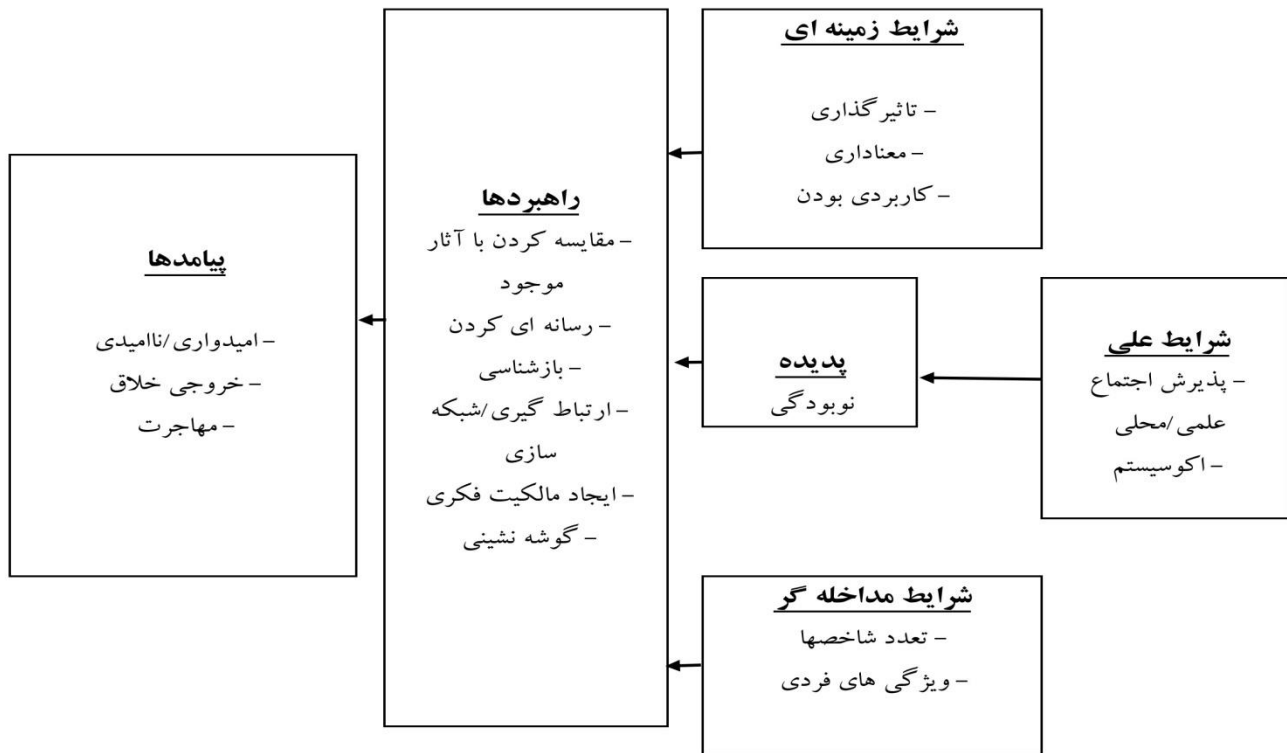 شرایط زمینه ای
– تاثیرگذاری
– معناداری
– کاربردی بودن
شرایط علی
– پذیرش اجتماع
علمی/محلی
– اکوسیستم
پدیده
نوبودگی
شرایط مداخله گر
– تعدد شاخصها
– ویژگی های فردی
راهبردها
– مقایسه کردن با آثار
موجود
– رسانه ای کردن
– بازشناسی
– ارتباط گیری/شبکه
سازی
– ایجاد مالکیت فکری
– گوشه نشینی
پیامدها
– امیدواری/ناامیدی
– خروجی خلاق
– مهاجرت